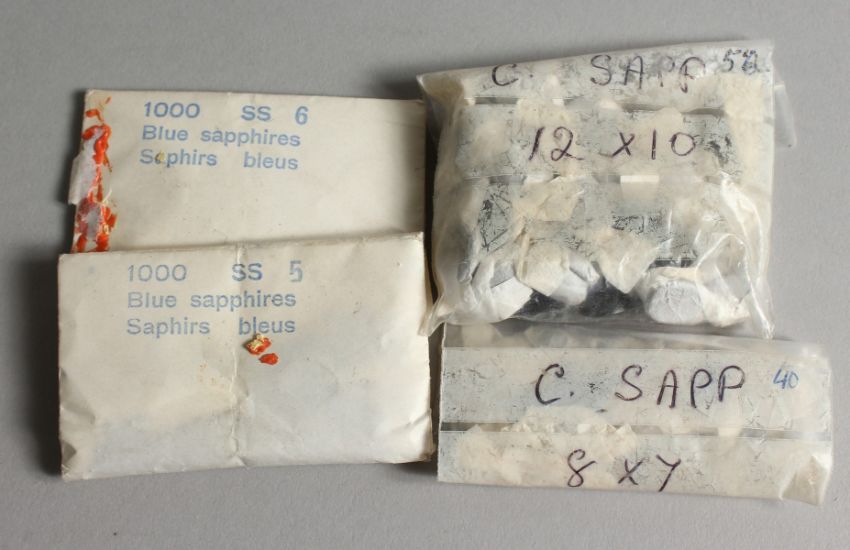 1000 SS 6
Blue sapphires
Saphirs bleus
1000 SS 5
Blue sapphires
Saphirs bleus
C. SAPP 52
12 x 10
C. SAPP 40
8 x 7